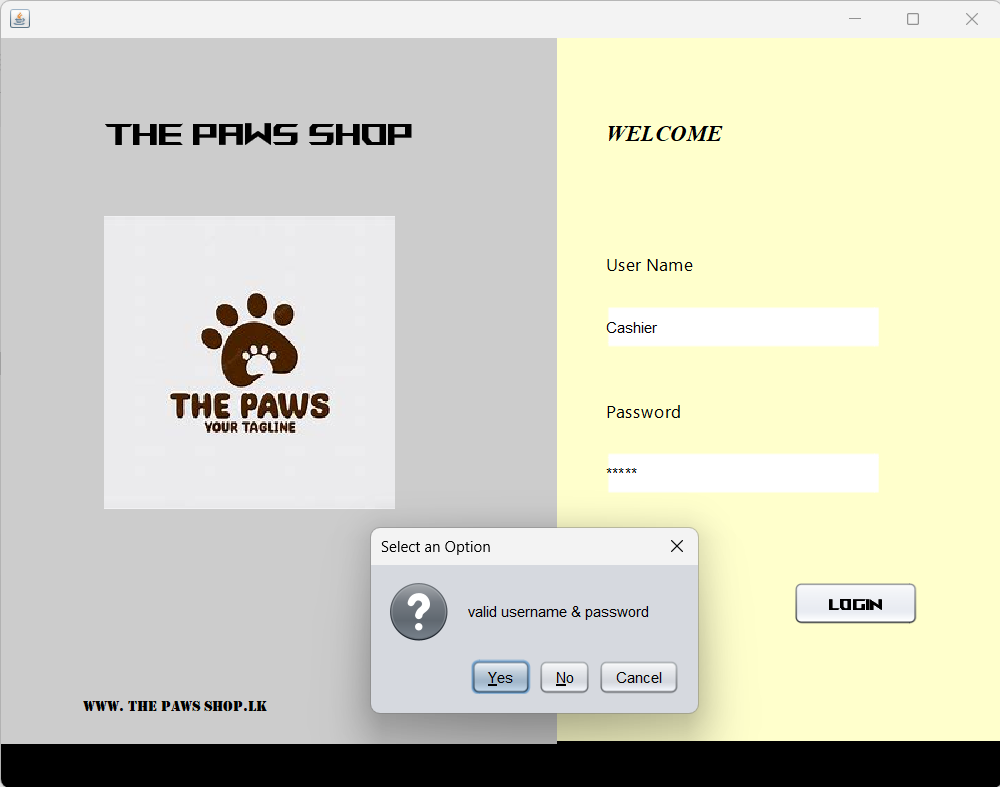 THE PAWS SHOP
THE PAWS
YOUR TAGLINE
WWW. THE PAWS SHOP.LK
WELCOME
User Name
Cashier
Password
*****
LOGIN
Select an Option
valid username & password
Yes
No
Cancel